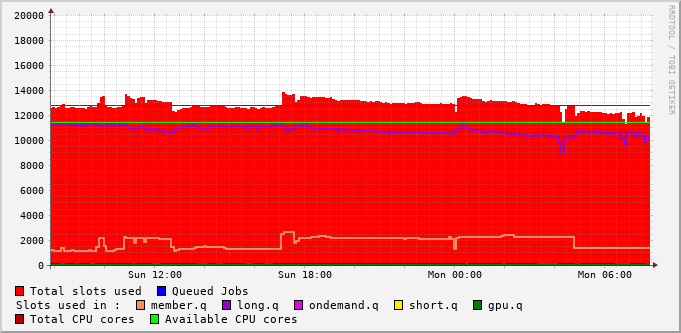 20000
18000
16000
14000
12000
10000
8000
6000
4000
2000
0
Sun 12:00 Sun 18:00 Mon 00:00 Mon 06:00
RRDTOOL / TOBI OETIKER
Total slots used Queued Jobs
Slots used in : member.q long.q ondemand.q short.q gpu.q
Total CPU cores Available CPU cores